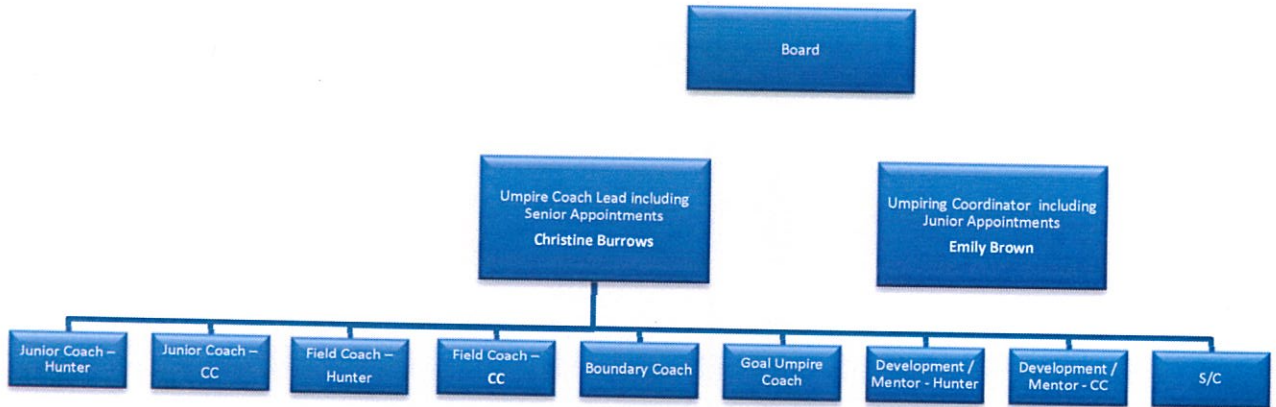 Board
Umpire Coach Lead including
Senior Appointments
Christine Burrows
Umpiring Coordinator including
Junior Appointments
Emily Brown
Junior Coach –
Hunter
Junior Coach –
CC
Field Coach –
Hunter
Field Coach –
CC
Boundary Coach
Goal Umpire
Coach
Development /
Mentor - Hunter
Development /
Mentor - CC
S/C